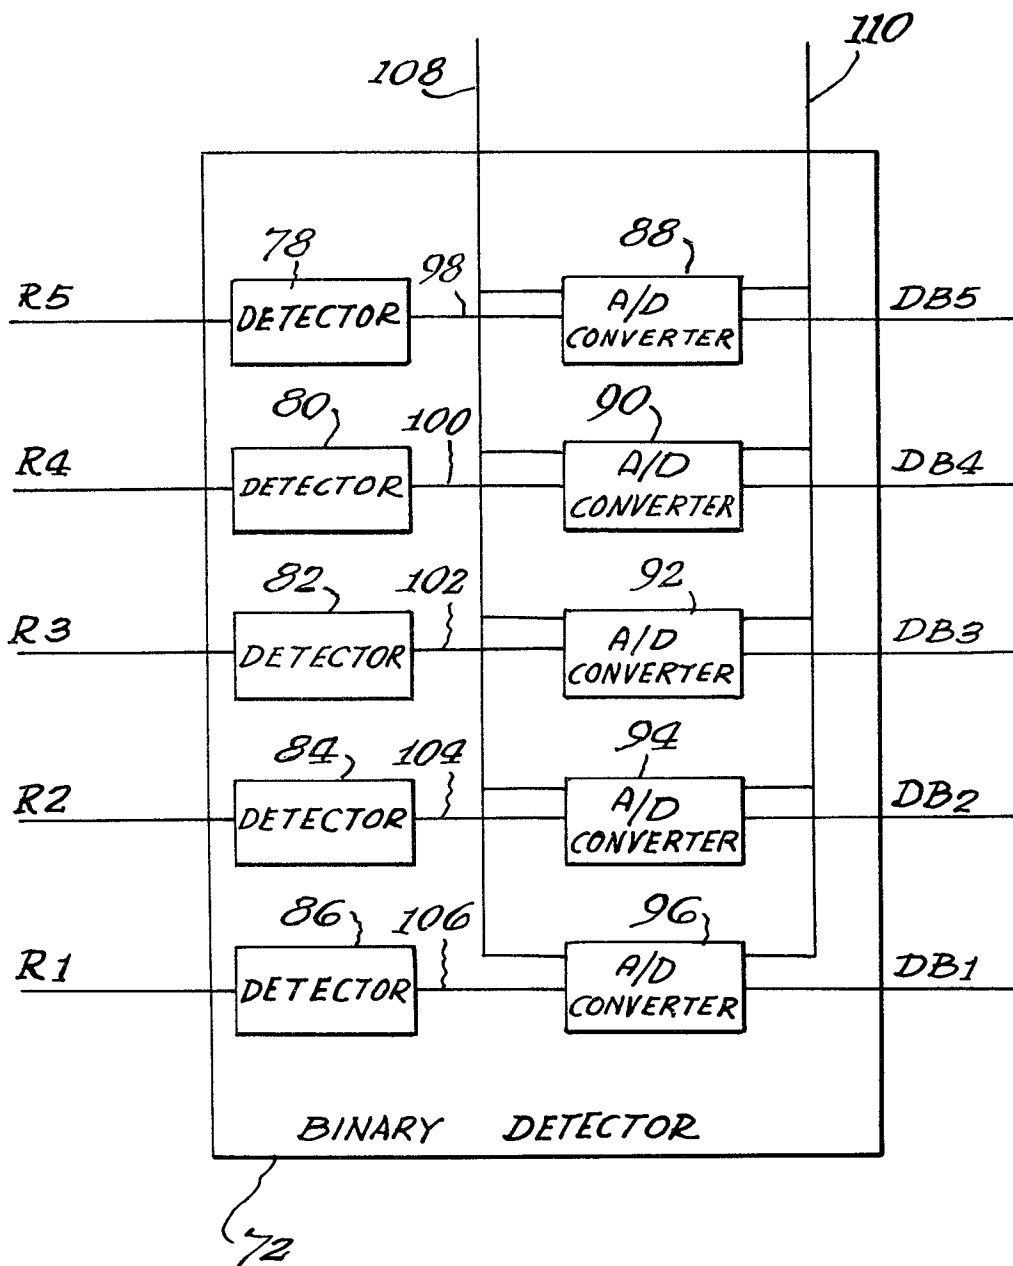 108
110
78
98
88
R5
DETECTOR
A/D
CONVERTER
DB5
80
100
90
R4
DETECTOR
A/D
CONVERTER
DB4
82
102
92
R3
DETECTOR
A/D
CONVERTER
DB3
84
104
94
R2
DETECTOR
A/D
CONVERTER
DB2
86
106
96
R1
DETECTOR
A/D
CONVERTER
DB1
BINARY DETECTOR
72